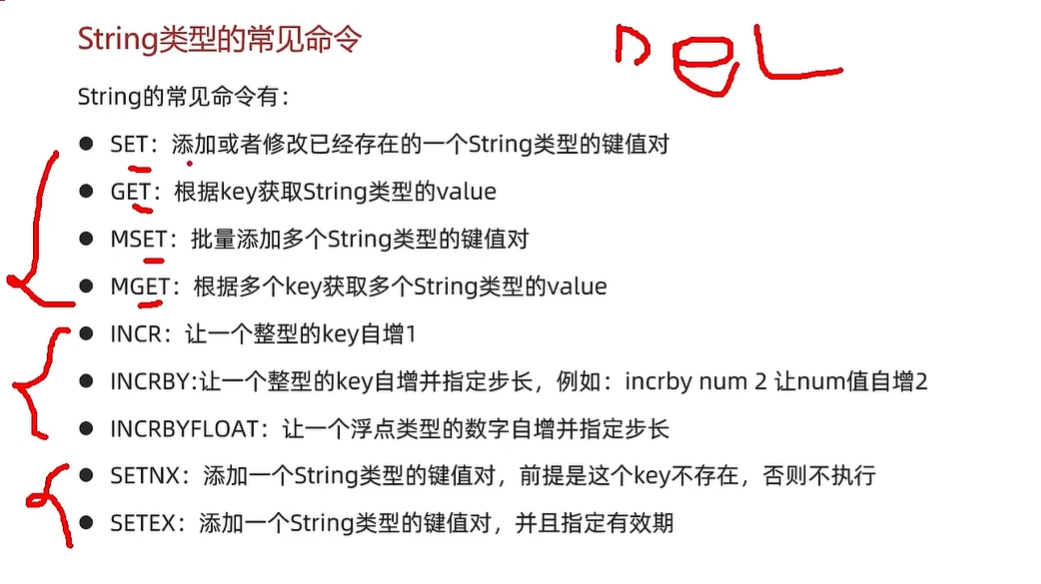 String类型的常见命令
DEL
String的常见命令有：
● SET：添加或者修改已经存在的一个String类型的键值对
● GET：根据key获取String类型的value
● MSET：批量添加多个String类型的键值对
● MGET：根据多个key获取多个String类型的value
● INCR：让一个整型的key自增1
● INCRBY:让一个整型的key自增并指定步长，例如：incrby num 2 让num值自增2
● INCRBYFLOAT：让一个浮点类型的数字自增并指定步长
● SETNX：添加一个String类型的键值对，前提是这个key不存在，否则不执行
● SETEX：添加一个String类型的键值对，并且指定有效期